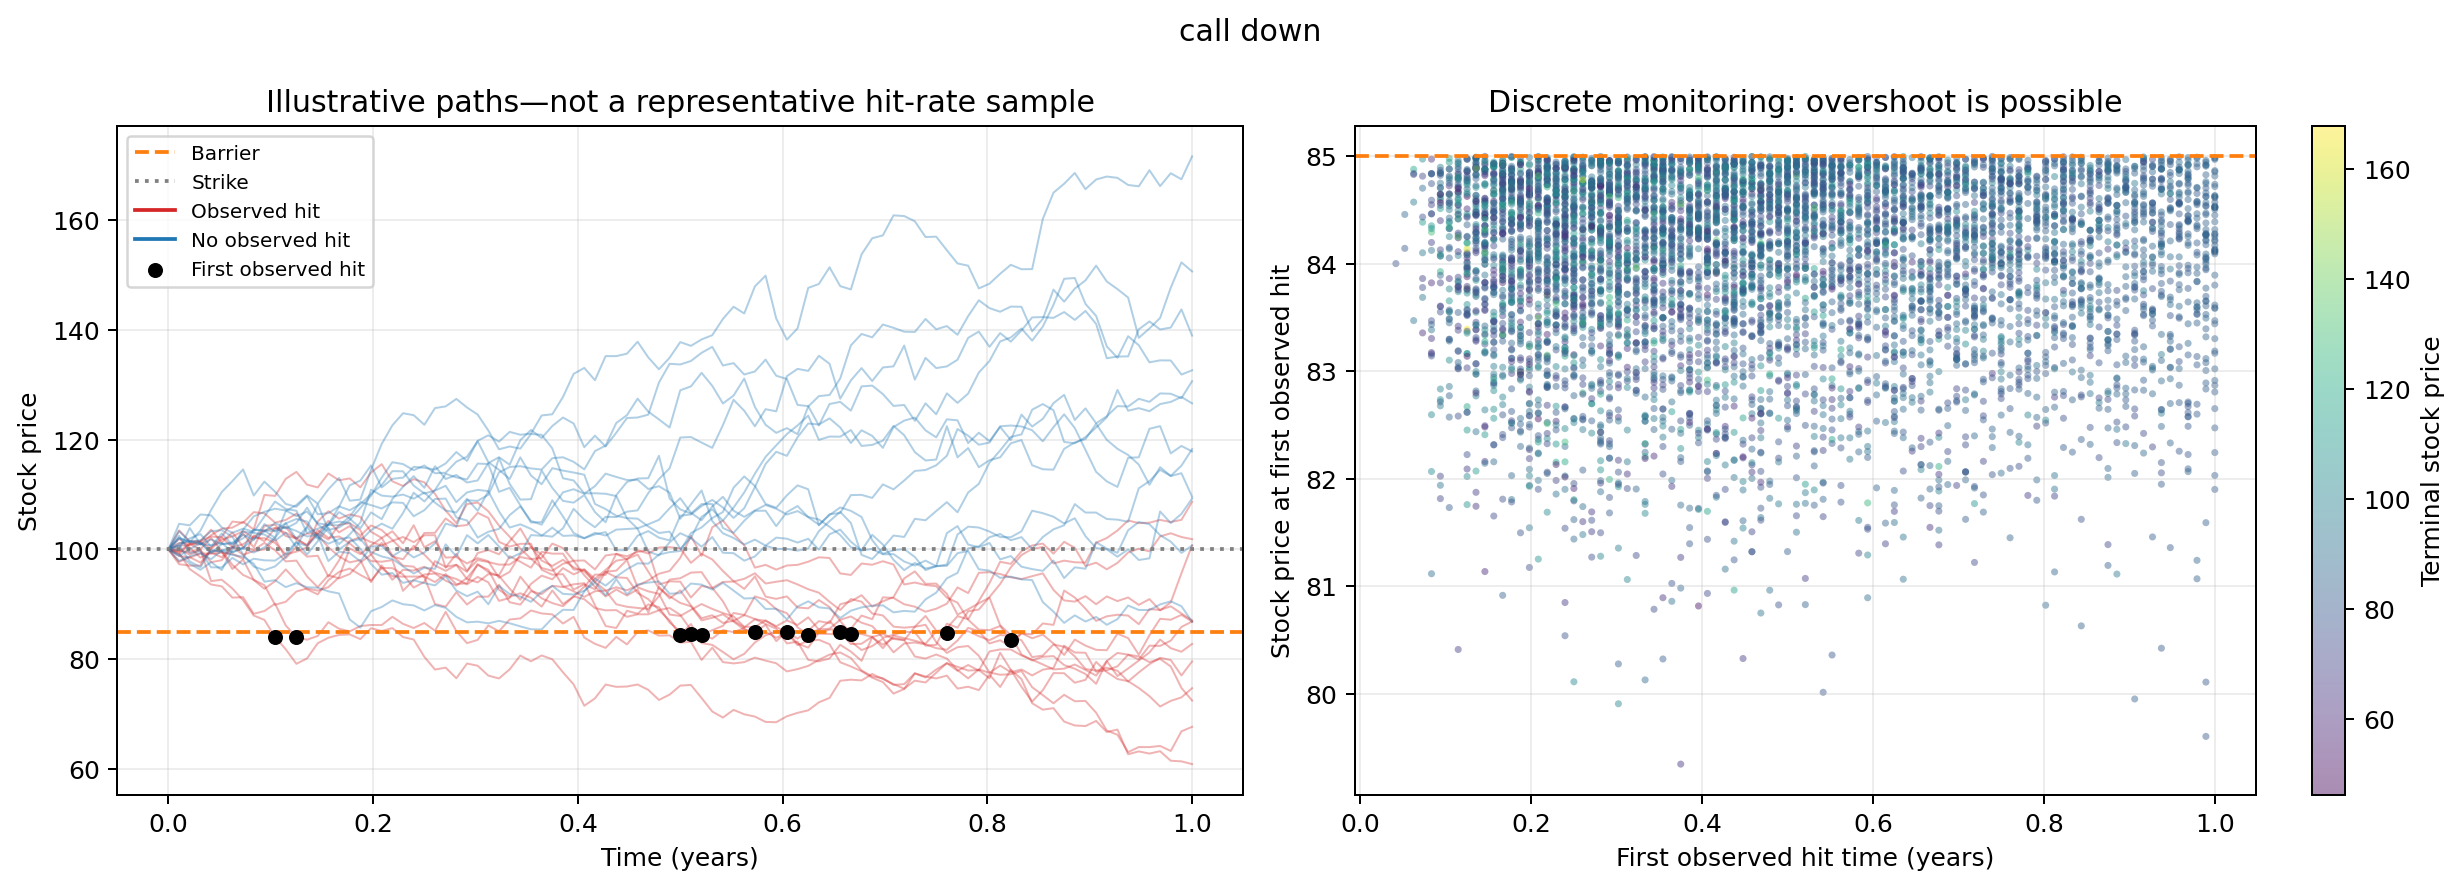 call down
Illustrative paths—not a representative hit-rate sample
Barrier
Strike
Observed hit
No observed hit
First observed hit
Stock price
160
140
120
100
80
60
0.0 0.2 0.4 0.6 0.8 1.0
Time (years)
Discrete monitoring: overshoot is possible
Stock price at first observed hit
85
84
83
82
81
80
0.0 0.2 0.4 0.6 0.8 1.0
First observed hit time (years)
160
140
120
100
80
60
Terminal stock price